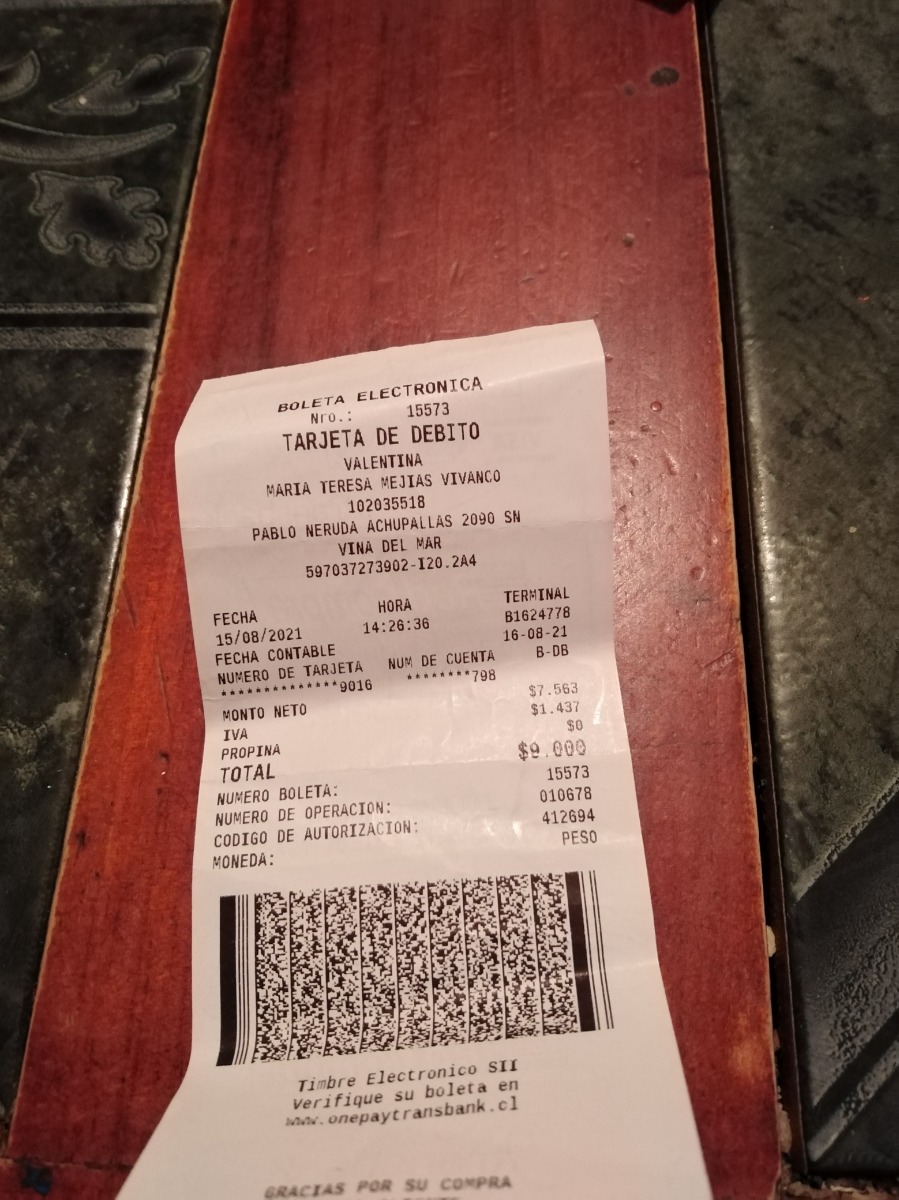 BOLETA ELECTRONICA
Nro.: 15573
TARJETA DE DEBITO
VALENTINA
MARIA TERESA MEJIAS VIVANCO
102035518
PABLO NERUDA ACHUPALLAS 2090 SN
VINA DEL MAR
597037273902-I20.2A4
FECHA HORA TERMINAL
15/08/2021 14:26:36 B1624778
FECHA CONTABLE 16-08-21
NUMERO DE TARJETA NUM DE CUENTA B-DB
**************9016 ********798
MONTO NETO $7.563
IVA $1.437
PROPINA $0
TOTAL $9.000
NUMERO BOLETA: 15573
NUMERO DE OPERACION: 010678
CODIGO DE AUTORIZACION: 412694
MONEDA: PESO
Timbre Electronico SII
Verifique su boleta en
www.onepaytransbank.cl
GRACIAS POR SU COMPRA